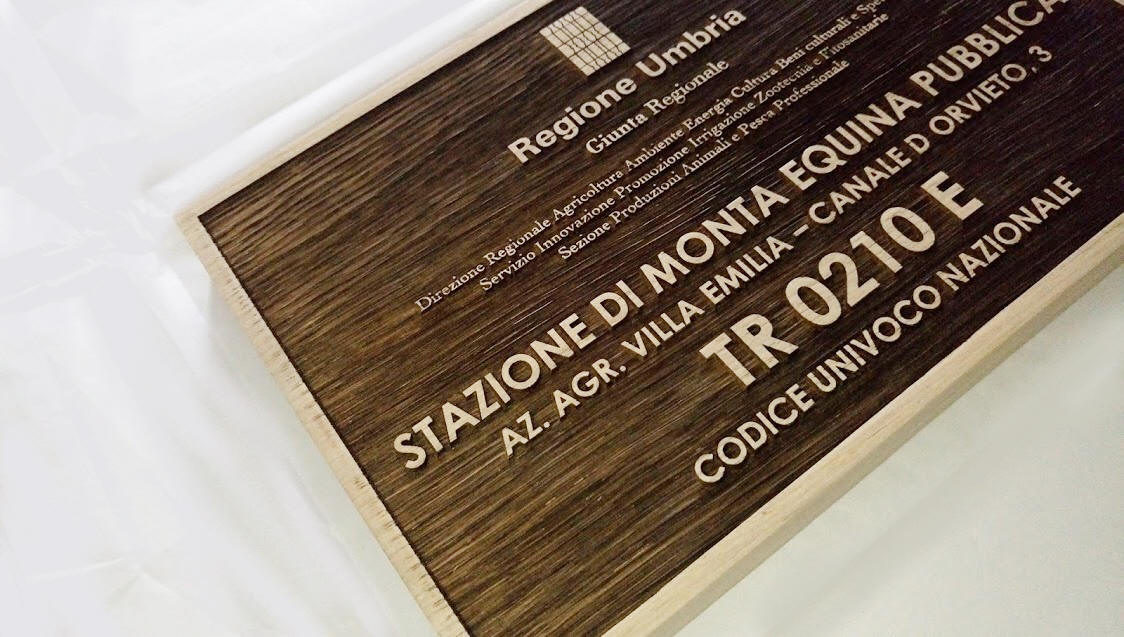 Regione Umbria
Giunta Regionale
Direzione Regionale Agricoltura Ambiente Energia Cultura Beni culturali e
Servizio Innovazione Promozione Irrigazione Zootecnia e Fitosanitarie
Sezione Produzioni Animali e Pesca Professionale
STAZIONE DI MONTA EQUINA PUBBLICA
AZ. AGR. VILLA EMILIA - CANALE D ORVIETO, 3
TR 0210 E
CODICE UNIVOCO NAZIONALE